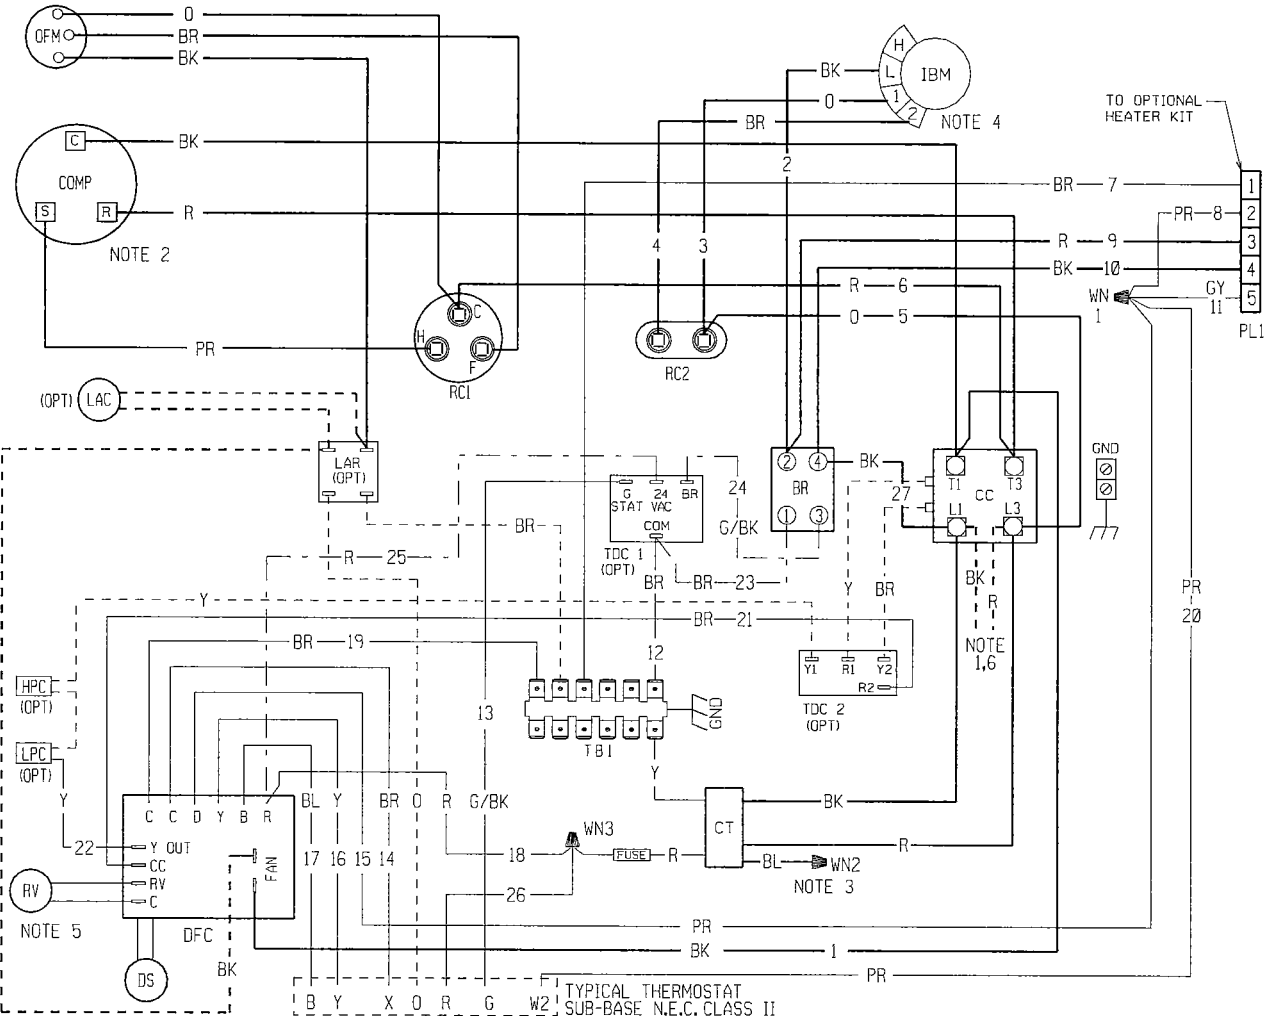 O
OFM
BR
BK
H
L
1
2
IBM
BK
O
BR
NOTE 4
TO OPTIONAL
HEATER KIT
C
BK
COMP
S
R
R
NOTE 2
2
BR 7
1
PR 8
2
4
3
R 9
3
BK 10
4
R 6
WN
1
GY
11
5
PL1
O 5
C
H
F
RC1
RC2
PR
(OPT)
LAC
LAR
(OPT)
G
STAT
24
VAC
BR
COM
TDC 1
(OPT)
24
G/BK
2
4
BR
1
3
BK
27
T1
T3
CC
L1
L3
GND
BR
R 25
BR
BR 23
Y
BR
BK
R
NOTE
1,6
PR
20
Y
BR 21
BR 19
12
Y1
R1
Y2
R2
TDC 2
(OPT)
HPC
(OPT)
13
GND
TB1
LPC
(OPT)
Y
Y
C
C
D
Y
B
R
BL
Y
BR
O
R
G/BK
BK
CT
22
Y OUT
CC
RV
C
FAN
17
16
15
14
18
WN3
FUSE
R
R
BL
WN2
NOTE 3
RV
26
NOTE 5
DFC
PR
BK 1
BK
DS
PR
B
Y
X
O
R
G
W2
TYPICAL THERMOSTAT
SUB-BASE N.E.C. CLASS II